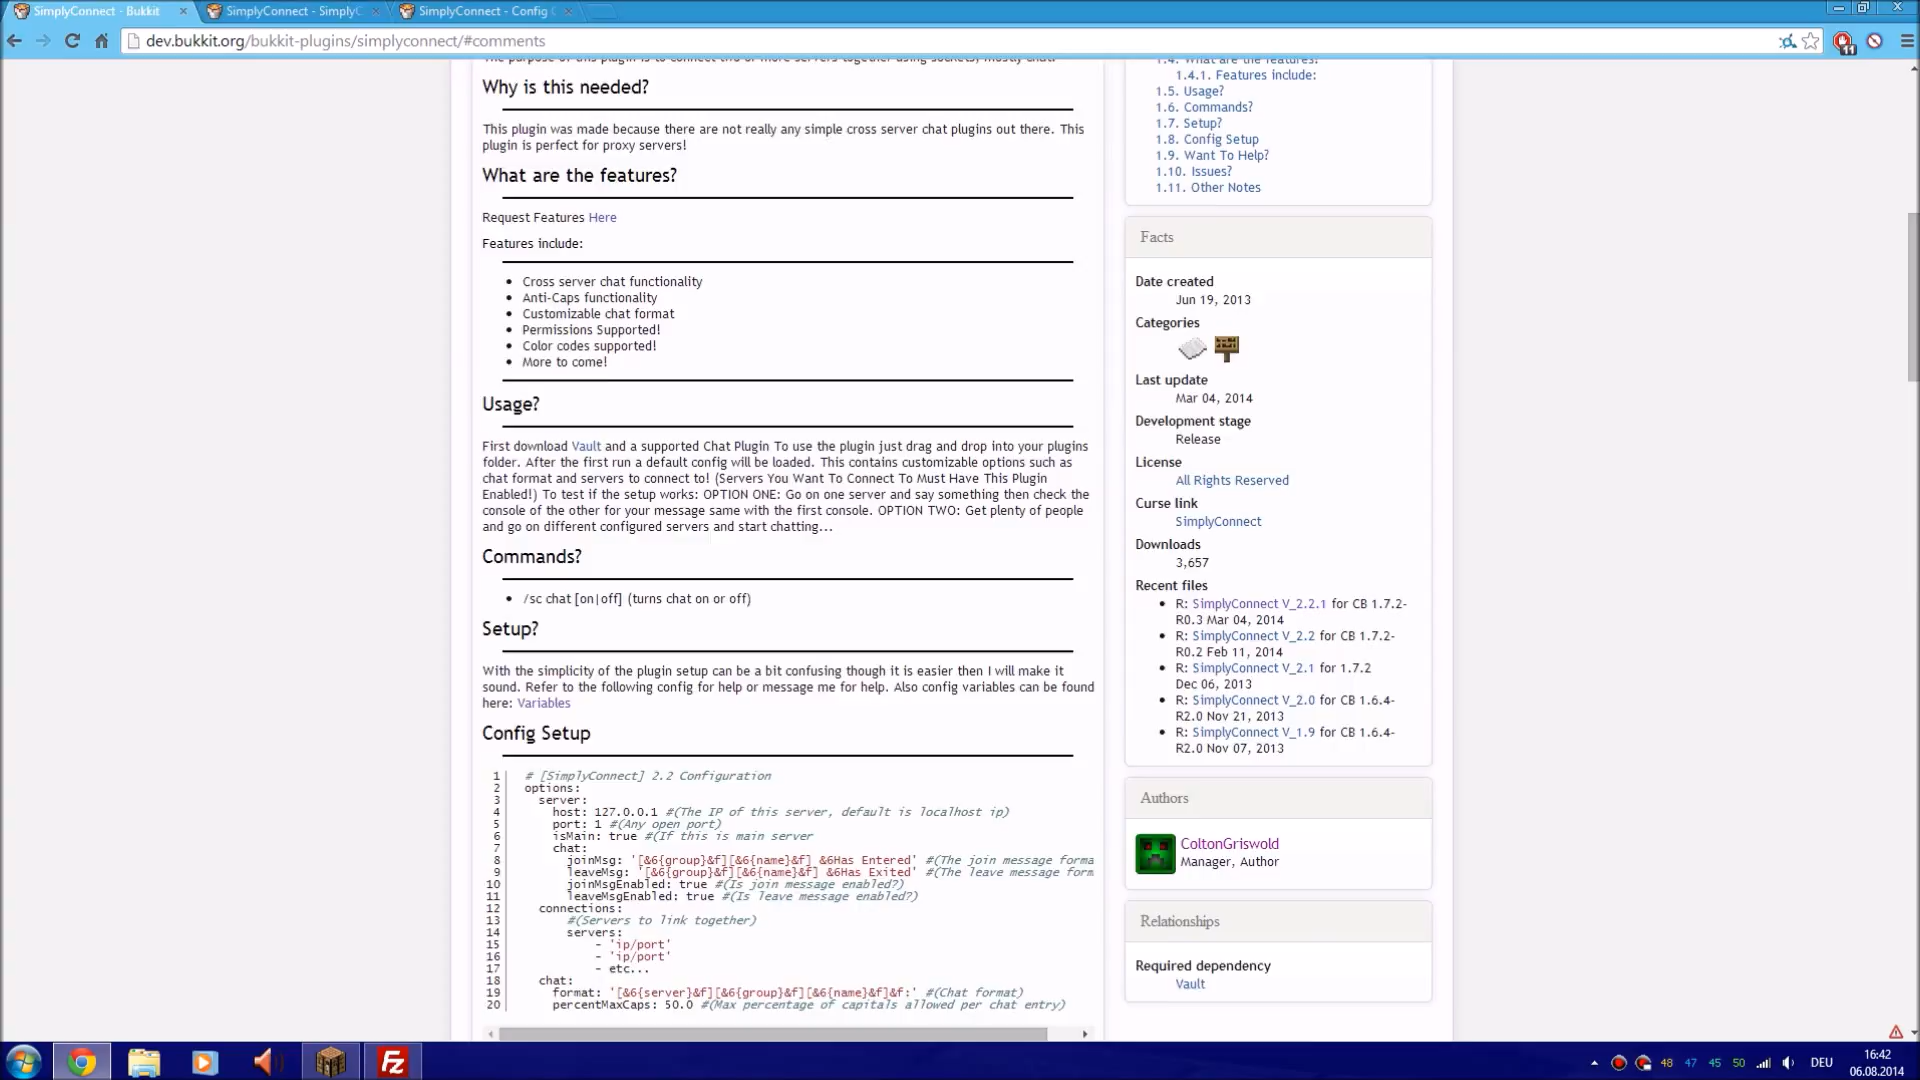 SimplyConnect - Bukkit
SimplyConnect - SimplyC
SimplyConnect - Config
dev.bukkit.org/bukkit-plugins/simplyconnect/#comments
11
The purpose of this plugin is to connect two or more servers together using sockets, mostly chat.
Why is this needed?
This plugin was made because there are not really any simple cross server chat plugins out there. This
plugin is perfect for proxy servers!
What are the features?
Request Features Here
Features include:
Cross server chat functionality
Anti-Caps functionality
Customizable chat format
Permissions Supported!
Color codes supported!
More to come!
Usage?
First download Vault and a supported Chat Plugin To use the plugin just drag and drop into your plugins
folder. After the first run a default config will be loaded. This contains customizable options such as
chat format and servers to connect to! (Servers You Want To Connect To Must Have This Plugin
Enabled!) To test if the setup works: OPTION ONE: Go on one server and say something then check the
console of the other for your message same with the first console. OPTION TWO: Get plenty of people
and go on different configured servers and start chatting...
Commands?
/sc chat [on|off] (turns chat on or off)
Setup?
With the simplicity of the plugin setup can be a bit confusing though it is easier then I will make it
sound. Refer to the following config for help or message me for help. Also config variables can be found
here: Variables
Config Setup
1 # [SimplyConnect] 2.2 Configuration
2 options:
3 server:
4 host: 127.0.0.1 #(The IP of this server, default is localhost ip)
5 port: 1 #(Any open port)
6 isMain: true #(If this is main server
7 chat:
8 joinMsg: '[&6{group}&f][&6{name}&f] &6Has Entered' #(The join message forma
9 leaveMsg: '[&6{group}&f][&6{name}&f] &6Has Exited' #(The leave message form
10 joinMsgEnabled: true #(Is join message enabled?)
11 leaveMsgEnabled: true #(Is leave message enabled?)
12 connections:
13 #(Servers to link together)
14 servers:
15 - 'ip/port'
16 - 'ip/port'
17 - etc...
18 chat:
19 format: '[&6{server}&f][&6{group}&f][&6{name}&f]&f:' #(Chat format)
20 percentMaxCaps: 50.0 #(Max percentage of capitals allowed per chat entry)
1.4. What are the features?
1.4.1. Features include:
1.5. Usage?
1.6. Commands?
1.7. Setup?
1.8. Config Setup
1.9. Want To Help?
1.10. Issues?
1.11. Other Notes
Facts
Date created
Jun 19, 2013
Categories
Last update
Mar 04, 2014
Development stage
Release
License
All Rights Reserved
Curse link
SimplyConnect
Downloads
3,657
Recent files
R: SimplyConnect V_2.2.1 for CB 1.7.2-
R0.3 Mar 04, 2014
R: SimplyConnect V_2.2 for CB 1.7.2-
R0.2 Feb 11, 2014
R: SimplyConnect V_2.1 for 1.7.2
Dec 06, 2013
R: SimplyConnect V_2.0 for CB 1.6.4-
R2.0 Nov 21, 2013
R: SimplyConnect V_1.9 for CB 1.6.4-
R2.0 Nov 07, 2013
Authors
ColtonGriswold
Manager, Author
Relationships
Required dependency
Vault
Fz
48 47 45 50
DEU
16:42
06.08.2014